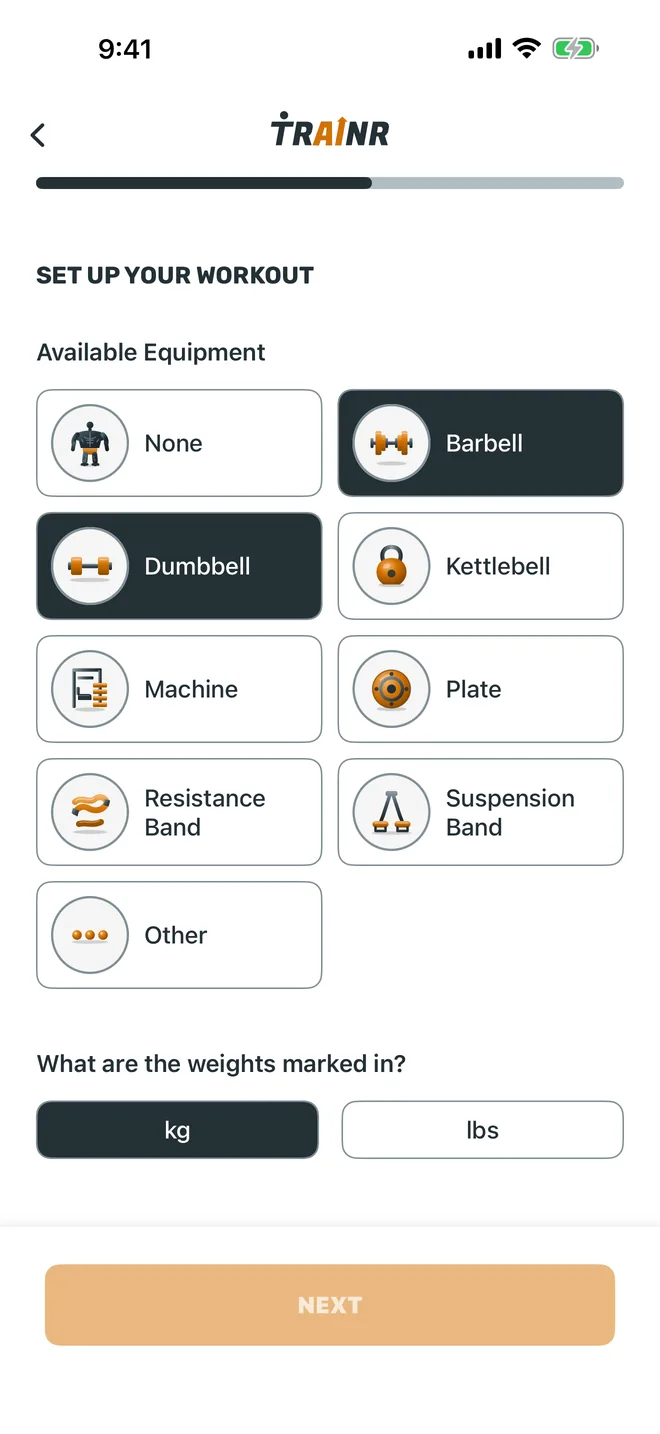 9:41
TRAINR
SET UP YOUR WORKOUT
Available Equipment
None
Barbell
Dumbbell
Kettlebell
Machine
Plate
Resistance
Band
Suspension
Band
Other
What are the weights marked in?
kg
lbs
NEXT